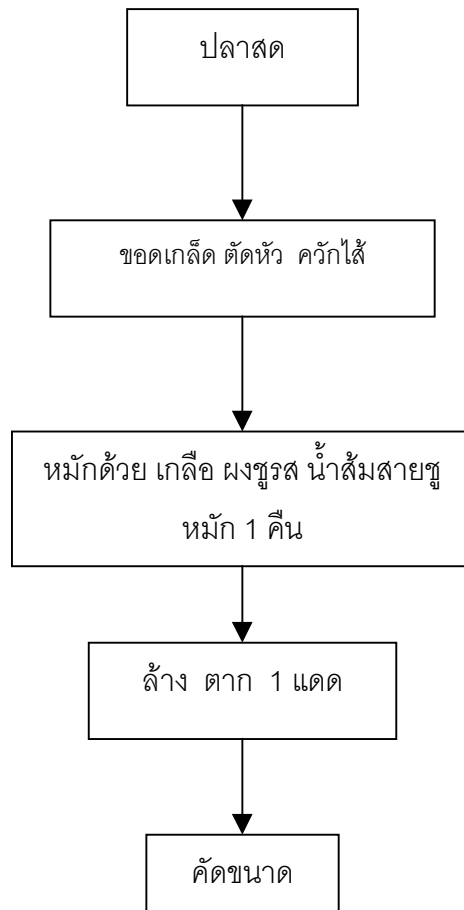 ปลาสด
ขอดเกล็ด ตัดหัว ควักไส้
หมักด้วย เกลือ ผงชูรส น้ำส้มสายชู
หมัก 1 คืน
ล้าง ตาก 1 แดด
คัดขนาด